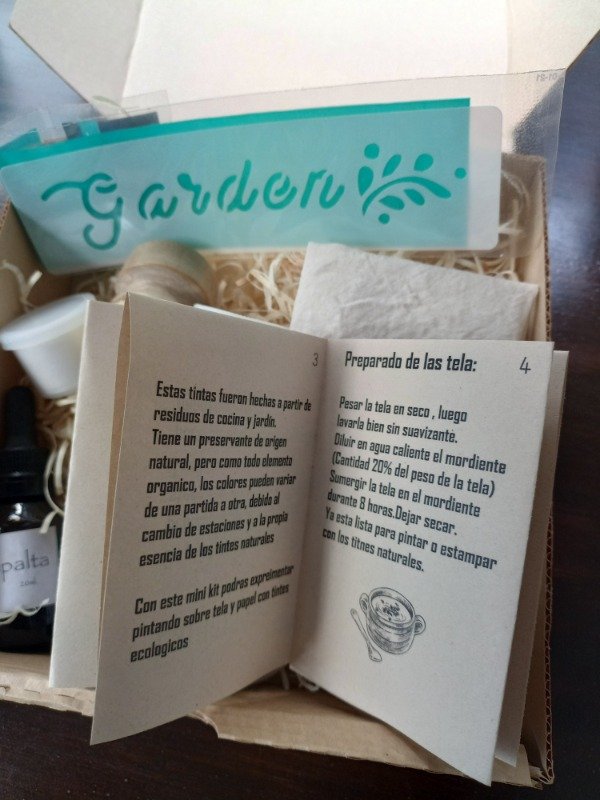 01-21
Garden
3
Estas tintas fueron hechas a partir de
residuos de cocina y jardín.
Tiene un preservante de origen
natural, pero como todo elemento
organico, los colores pueden variar
de una partida a otra, debido al
cambio de estaciones y a la propia
esencia de los tintes naturales
Con este mini kit podras expreimentar
pintando sobre tela y papel con tintes
ecologicos
Preparado de las tela:
4
Pesar la tela en seco , luego
lavarla bien sin suavizante.
Diluir en agua caliente el mordiente
(Cantidad 20% del peso de la tela)
Sumergir la tela en el mordiente
durante 8 horas.Dejar secar.
Ya esta lista para pintar o estampar
con los titnes naturales.
palta